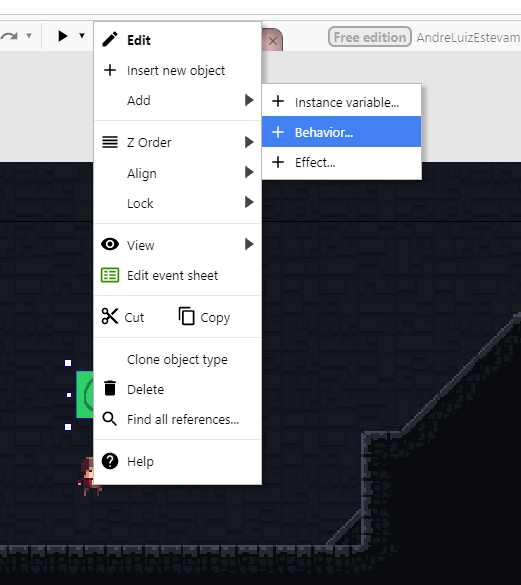 Free edition AndreLuizEstevam
Edit
Insert new object
Add
Instance variable...
Behavior...
Effect...
Z Order
Align
Lock
View
Edit event sheet
Cut Copy
Clone object type
Delete
Find all references...
Help